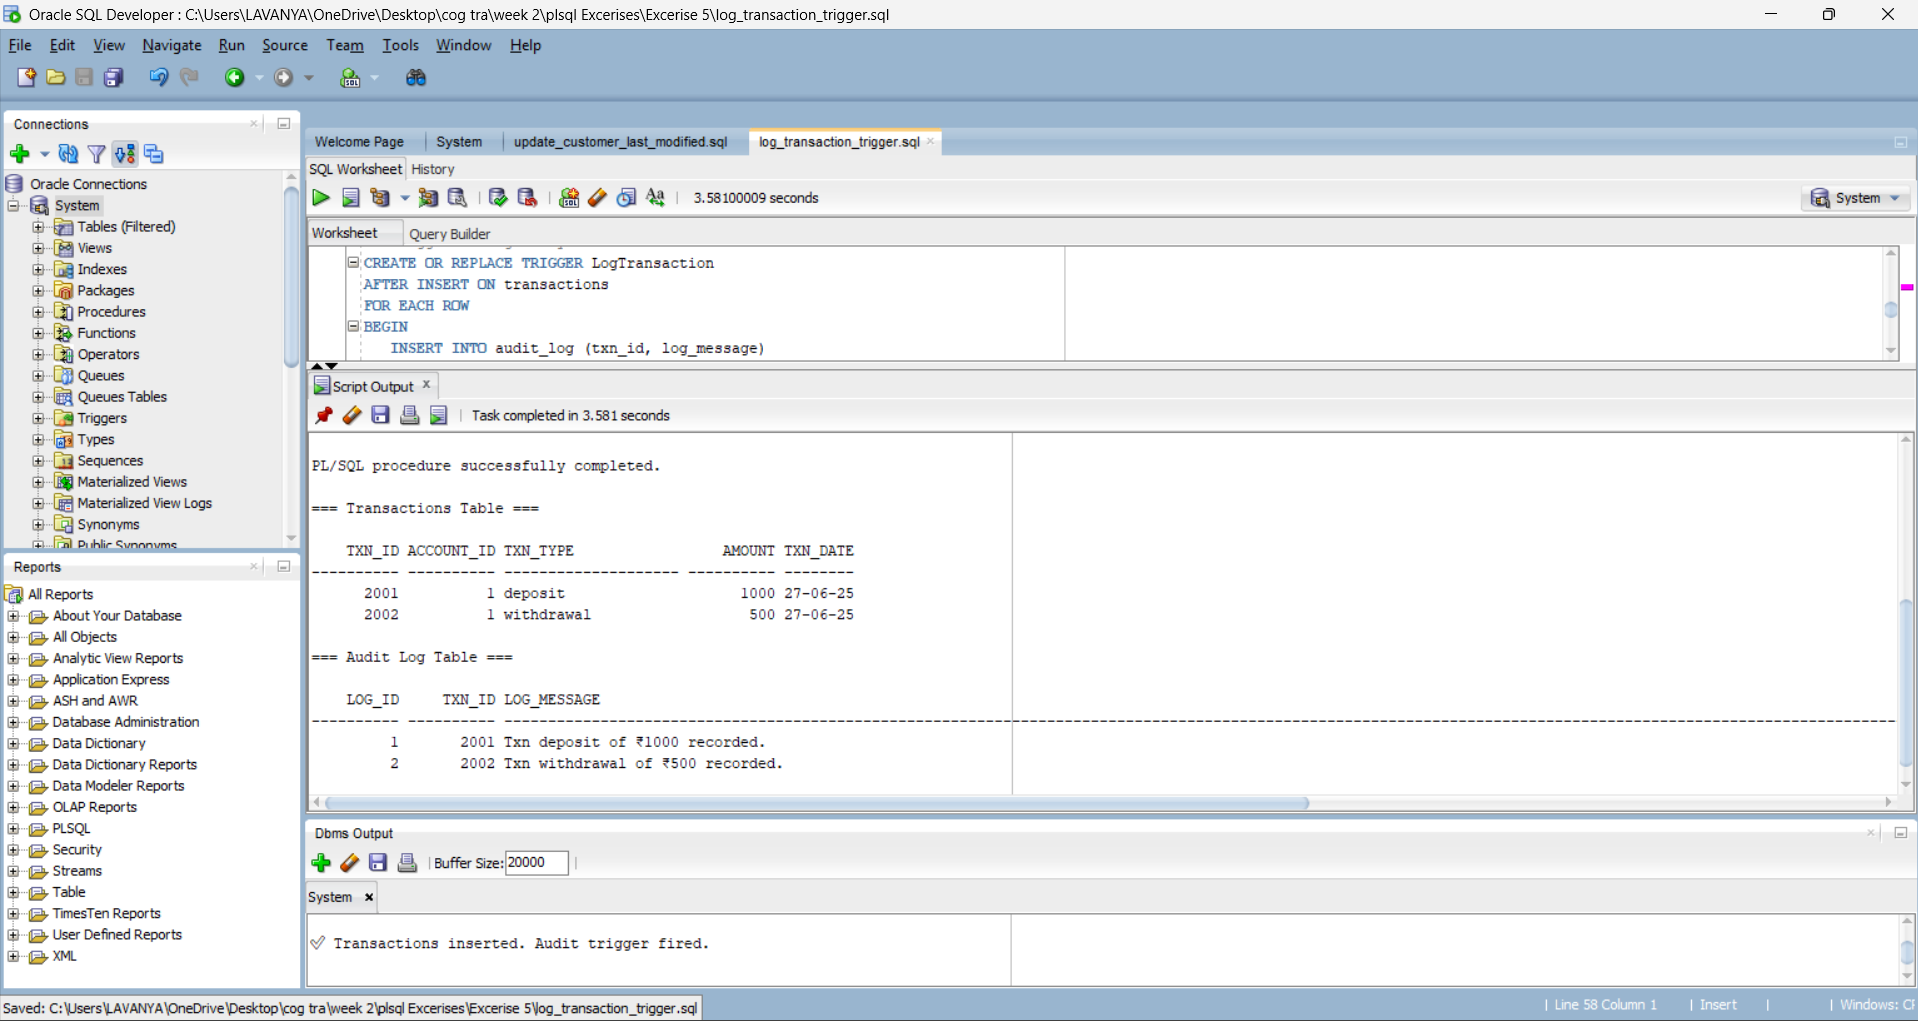 Oracle SQL Developer : C:\Users\LAVANYA\OneDrive\Desktop\cog tra\week 2\plsql Excerises\Excerise 5\log_transaction_trigger.sql
File Edit View Navigate Run Source Team Tools Window Help
Connections
Oracle Connections
System
Tables (Filtered)
Views
Indexes
Packages
Procedures
Functions
Operators
Queues
Queues Tables
Triggers
Types
Sequences
Materialized Views
Materialized View Logs
Synonyms
Public Synonyms
Reports
All Reports
About Your Database
All Objects
Analytic View Reports
Application Express
ASH and AWR
Database Administration
Data Dictionary
Data Dictionary Reports
Data Modeler Reports
OLAP Reports
PLSQL
Security
Streams
Table
TimesTen Reports
User Defined Reports
XML
Welcome Page System update_customer_last_modified.sql log_transaction_trigger.sql
SQL Worksheet History
3.58100009 seconds
System
Worksheet Query Builder
CREATE OR REPLACE TRIGGER LogTransaction
AFTER INSERT ON transactions
FOR EACH ROW
BEGIN
INSERT INTO audit_log (txn_id, log_message)
Script Output
Task completed in 3.581 seconds
PL/SQL procedure successfully completed.
=== Transactions Table ===
TXN_ID ACCOUNT_ID TXN_TYPE AMOUNT TXN_DATE
---------- ---------- -------------------- ---------- --------
2001 1 deposit 1000 27-06-25
2002 1 withdrawal 500 27-06-25
=== Audit Log Table ===
LOG_ID TXN_ID LOG_MESSAGE
1 2001 Txn deposit of ₹1000 recorded.
2 2002 Txn withdrawal of ₹500 recorded.
Dbms Output
Buffer Size: 20000
System
✅ Transactions inserted. Audit trigger fired.
Saved: C:\Users\LAVANYA\OneDrive\Desktop\cog tra\week 2\plsql Excerises\Excerise 5\log_transaction_trigger.sql
Line 58 Column 1 | Insert | | Windows: